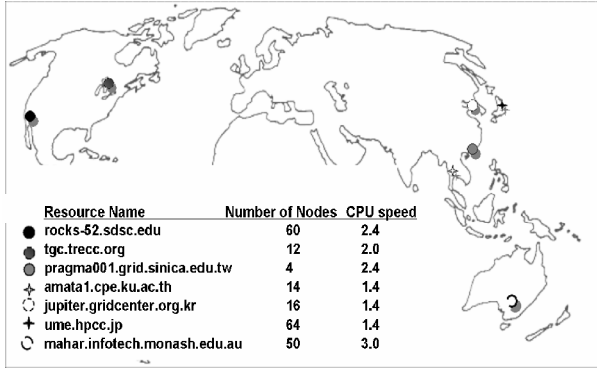 Resource Name Number of Nodes CPU speed
rocks-52.sdsc.edu 60 2.4
tgc.trecc.org 12 2.0
pragma001.grid.sinica.edu.tw 4 2.4
amata1.cpe.ku.ac.th 14 1.4
jupiter.gridcenter.org.kr 16 1.4
ume.hpcc.jp 64 1.4
mahar.infotech.monash.edu.au 50 3.0